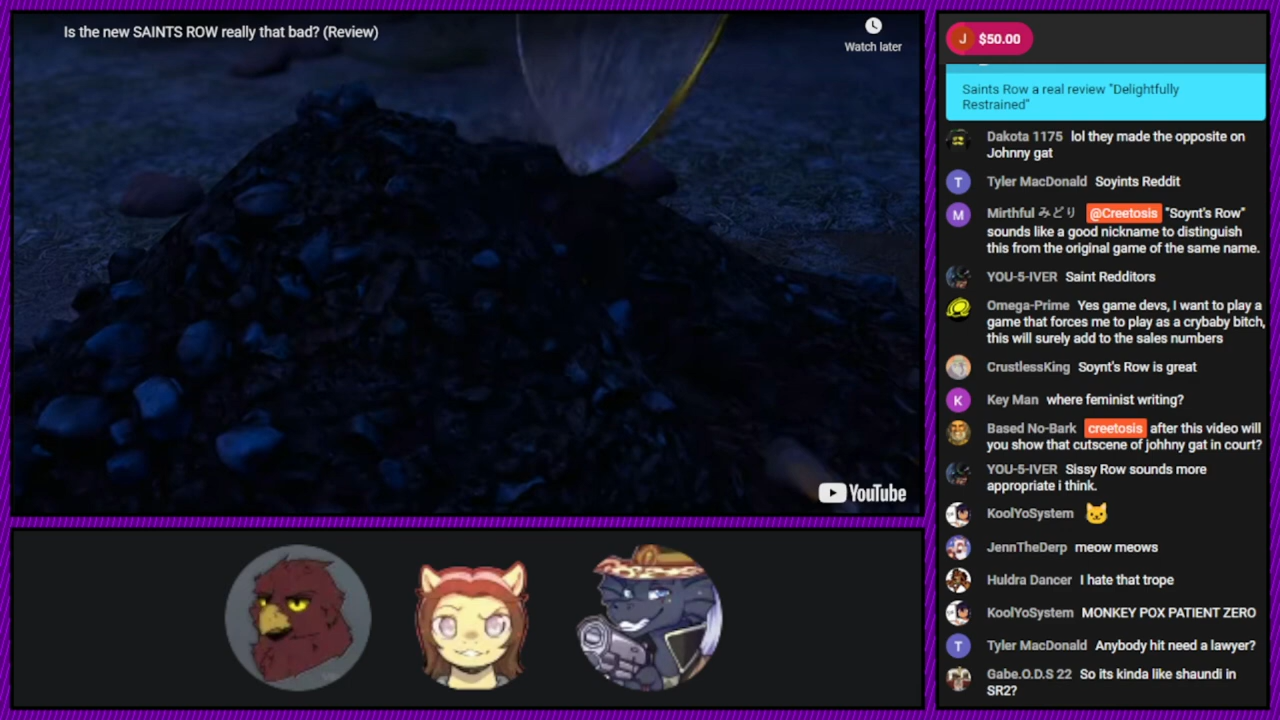 Is the new SAINTS ROW really that bad? (Review)
Watch later
YouTube
J $50.00
Saints Row a real review "Delightfully
Restrained"
Dakota 1175 lol they made the opposite on
Johnny gat
T Tyler MacDonald Soyints Reddit
M Mirthful みどり @Creetosis "Soynt's Row"
sounds like a good nickname to distinguish
this from the original game of the same name.
YOU-5-IVER Saint Redditors
Omega-Prime Yes game devs, I want to play a
game that forces me to play as a crybaby bitch,
this will surely add to the sales numbers
CrustlessKing Soynt's Row is great
K Key Man where feminist writing?
Based No-Bark creetosis after this video will
you show that cutscene of johhny gat in court?
YOU-5-IVER Sissy Row sounds more
appropriate i think.
KoolYoSystem
JennTheDerp meow meows
Huldra Dancer I hate that trope
KoolYoSystem MONKEY POX PATIENT ZERO
T Tyler MacDonald Anybody hit need a lawyer?
Gabe.O.D.S 22 So its kinda like shaundi in
SR2?